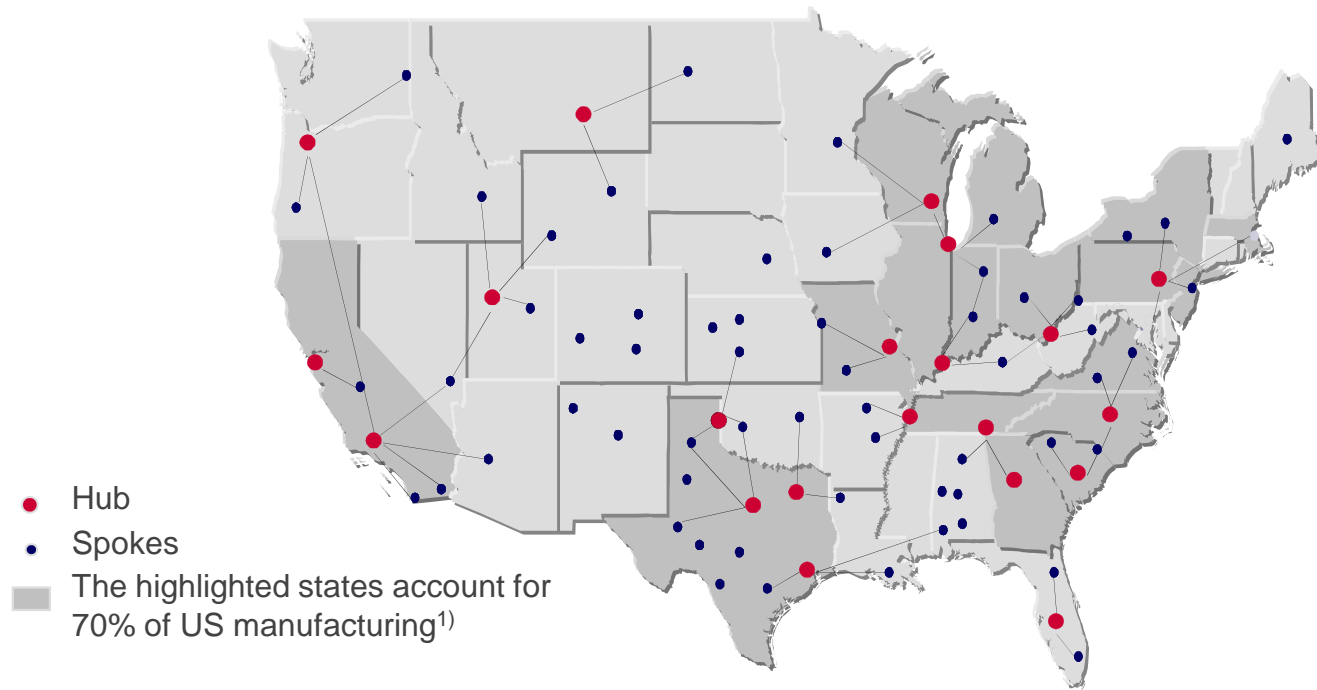 Hub
Spokes
The highlighted states account for
70% of US manufacturing1)